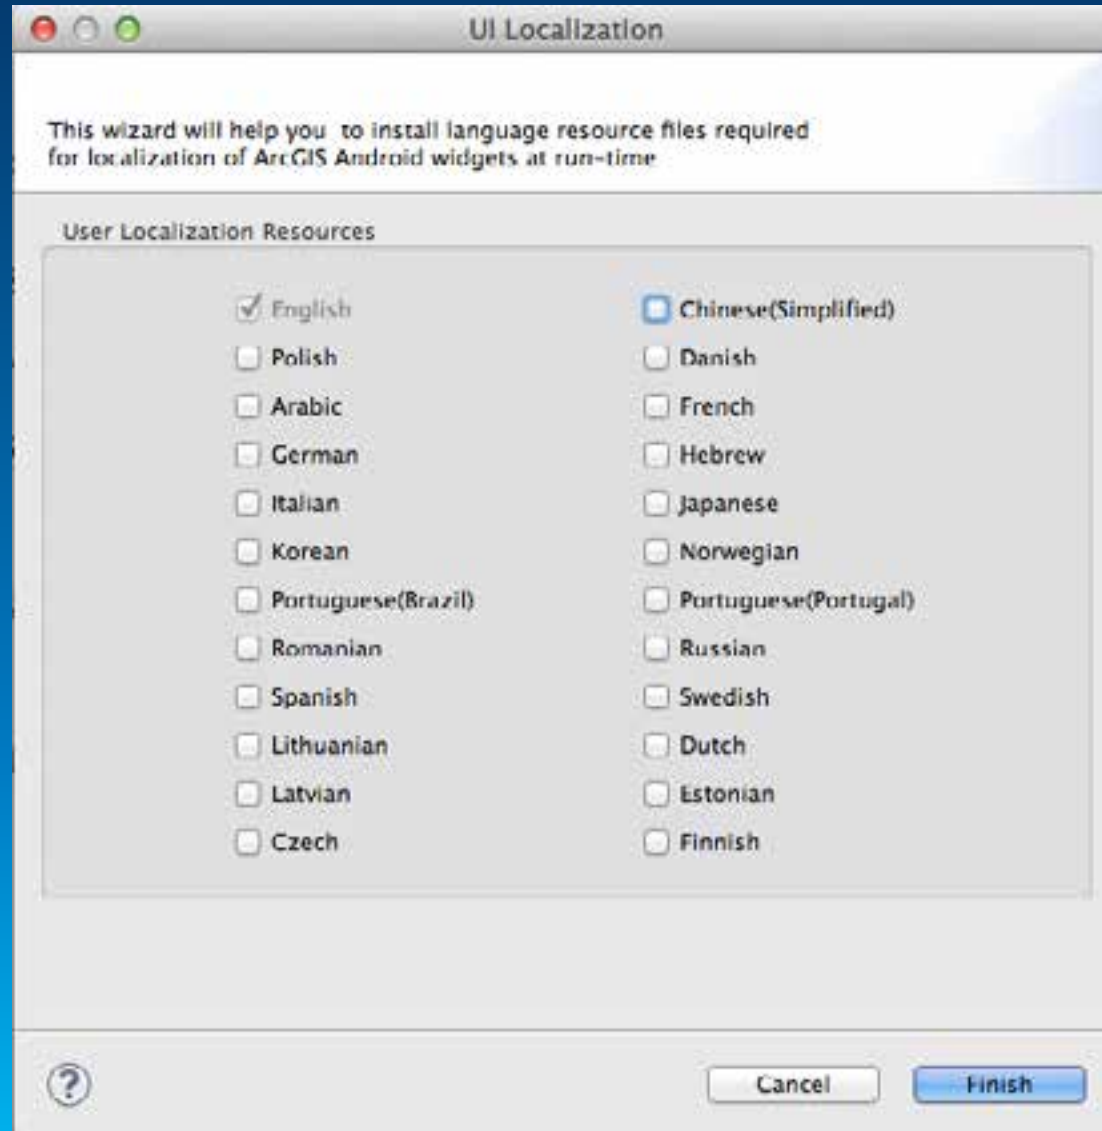 UI Localization
This wizard will help you to install language resource files required
for localization of ArcGIS Android widgets at run-time
User Localization Resources
English
Chinese(Simplified)
Polish
Danish
Arabic
French
German
Hebrew
Italian
Japanese
Korean
Norwegian
Portuguese(Brazil)
Portuguese(Portugal)
Romanian
Russian
Spanish
Swedish
Lithuanian
Dutch
Latvian
Estonian
Czech
Finnish
?
Cancel
Finish